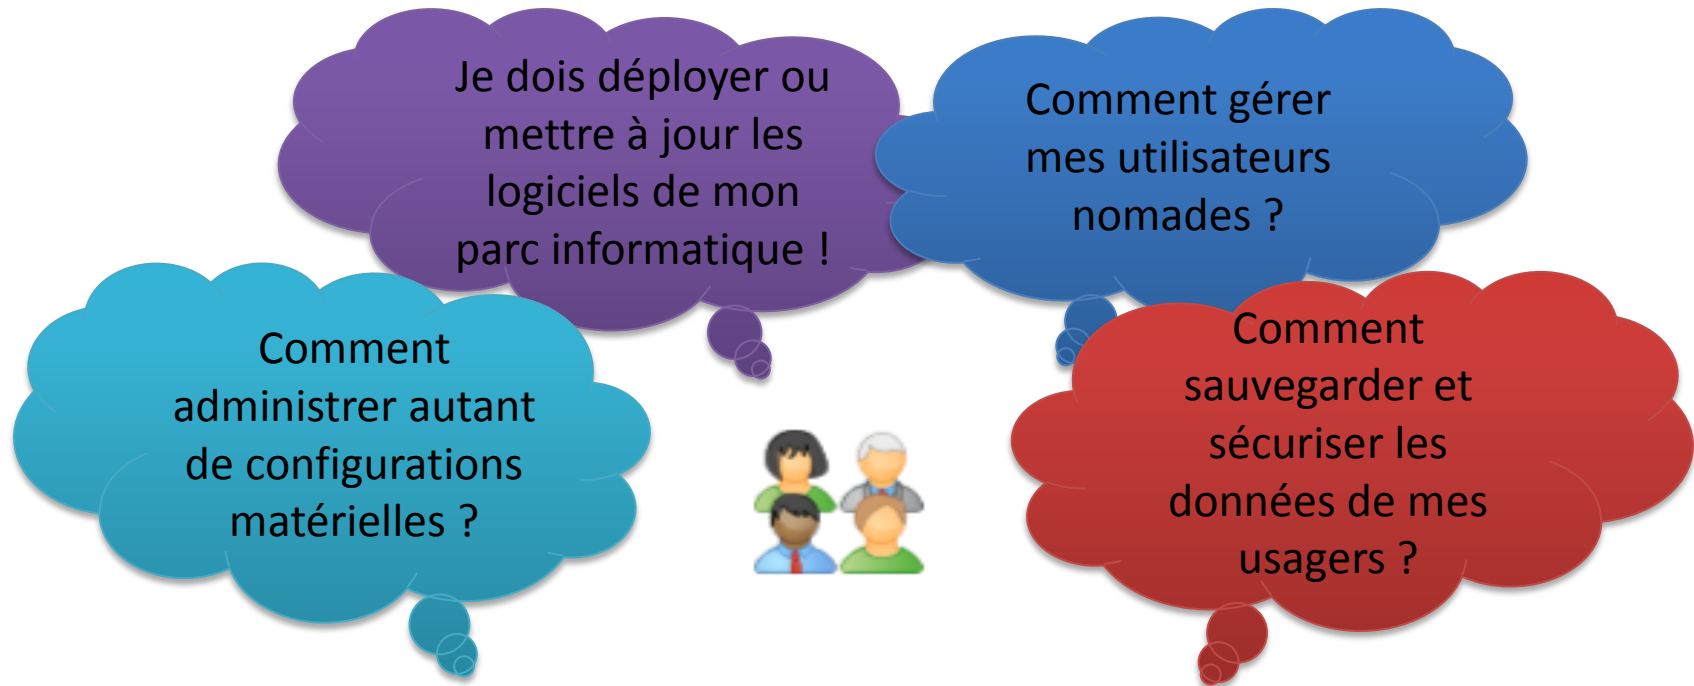 Je dois déployer ou
mettre à jour les
logiciels de mon
parc informatique !
Comment gérer
mes utilisateurs
nomades ?
Comment
administrer autant
de configurations
matérielles ?
Comment
sauvegarder et
sécuriser les
données de mes
usagers ?